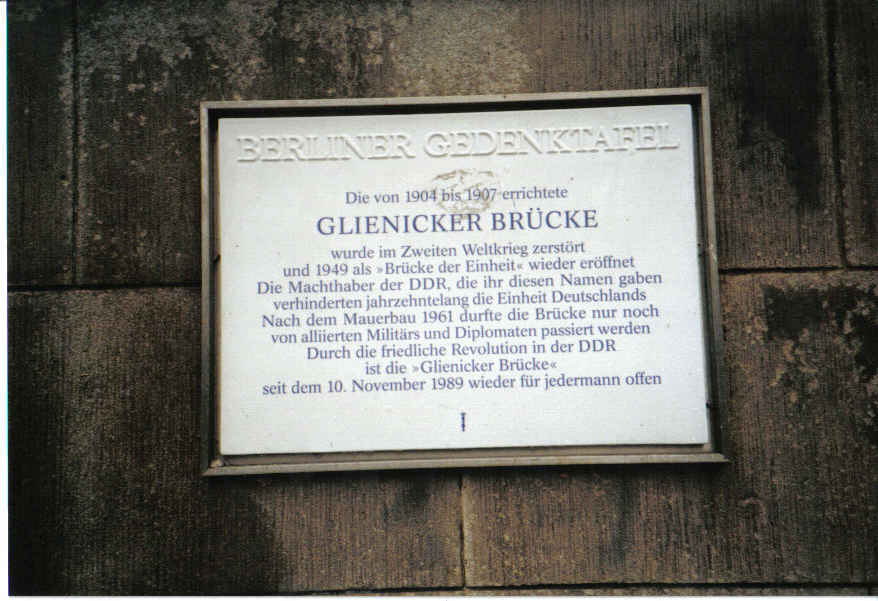 BERLINER GEDENKTAFEL
Die von 1904 bis 1907 errichtete
GLIENICKER BRÜCKE
wurde im Zweiten Weltkrieg zerstört
und 1949 als »Brücke der Einheit« wieder eröffnet
Die Machthaber der DDR, die ihr diesen Namen gaben
verhinderten jahrzehntelang die Einheit Deutschlands
Nach dem Mauerbau 1961 durfte die Brücke nur noch
von alliierten Militärs und Diplomaten passiert werden
Durch die friedliche Revolution in der DDR
ist die »Glienicker Brücke«
seit dem 10. November 1989 wieder für jedermann offen